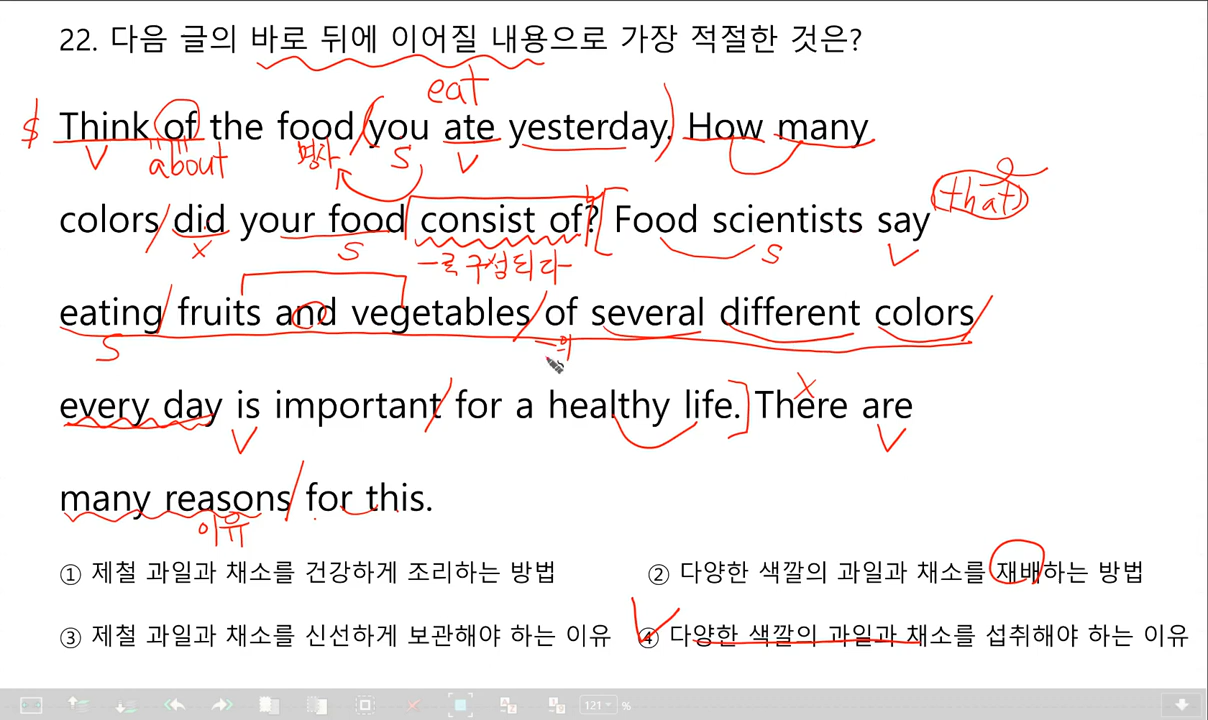 22. 다음 글의 바로 뒤에 이어질 내용으로 가장 적절한 것은?
eat
$ Think of the food you ate yesterday. How many
V about 명사 S V
that
colors did your food consist of? Food scientists say
X S ~로 구성되다 S V
eating fruits and vegetables of several different colors
S ~의
every day is important for a healthy life. There are
V X V
many reasons for this.
이유
① 제철 과일과 채소를 건강하게 조리하는 방법 ② 다양한 색깔의 과일과 채소를 재배하는 방법
③ 제철 과일과 채소를 신선하게 보관해야 하는 이유 ④ 다양한 색깔의 과일과 채소를 섭취해야 하는 이유
121 %